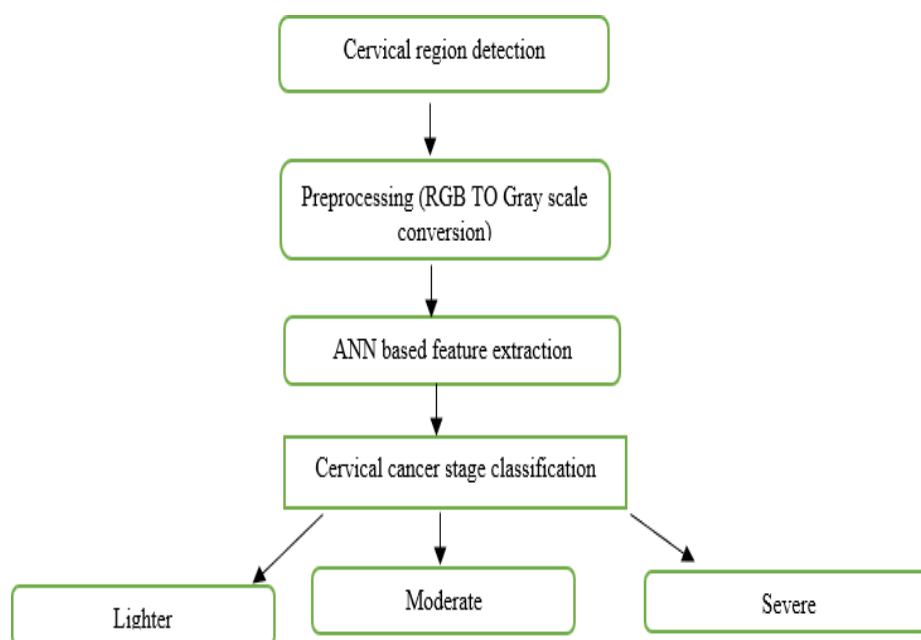 Cervical region detection
Preprocessing (RGB TO Gray scale
conversion)
ANN based feature extraction
Cervical cancer stage classification
Lighter
Moderate
Severe